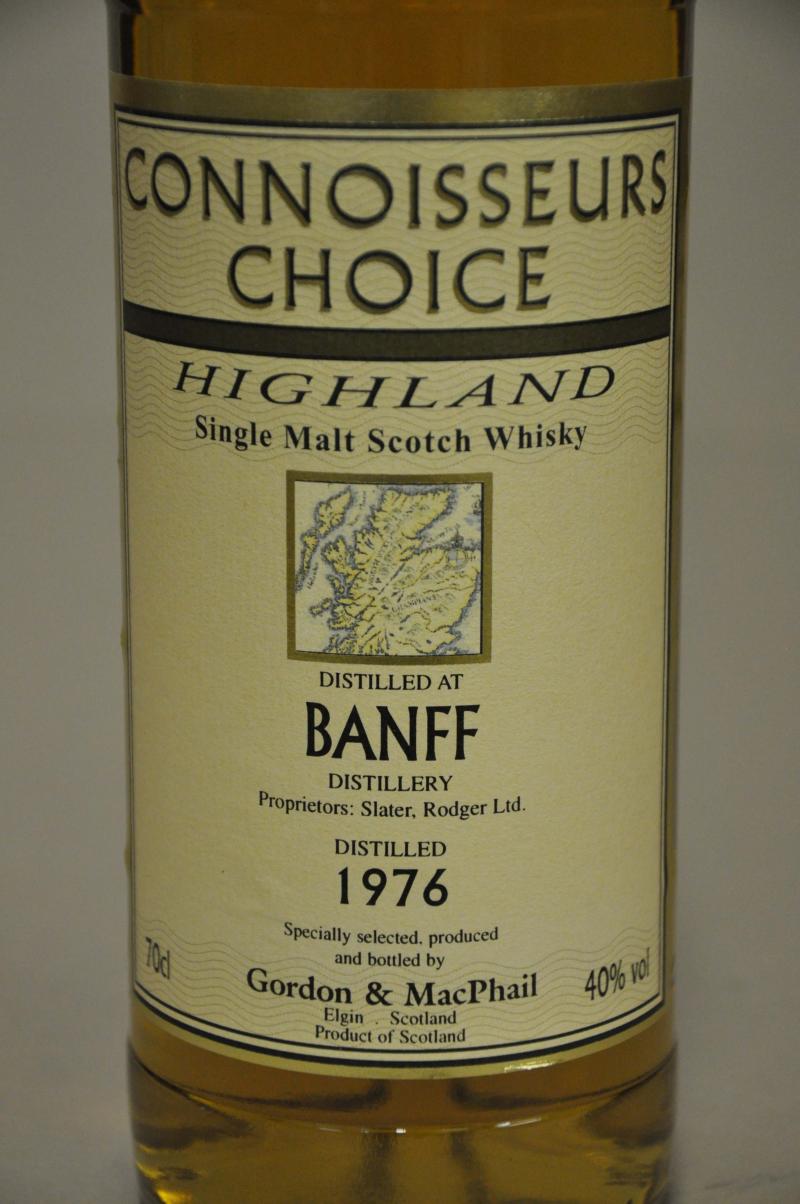 CONNOISSEURS
CHOICE
HIGHLAND
Single Malt Scotch Whisky
DISTILLED AT
BANFF
DISTILLERY
Proprietors: Slater, Rodger Ltd.
DISTILLED
1976
Specially selected, produced
and bottled by
70cl
Gordon & MacPhail
40% vol
Elgin . Scotland
Product of Scotland